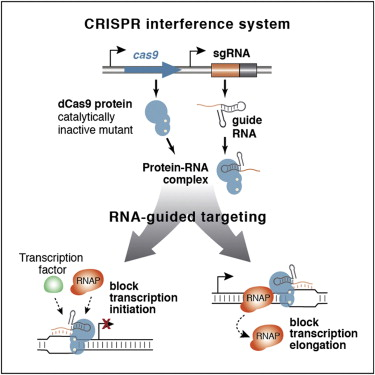 CRISPR interference system
cas9
sgRNA
dCas9 protein
catalytically
inactive mutant
guide
RNA
Protein-RNA
complex
RNA-guided targeting
Transcription
factor
RNAP
block
transcription
initiation
RNAP
RNAP
block
transcription
elongation